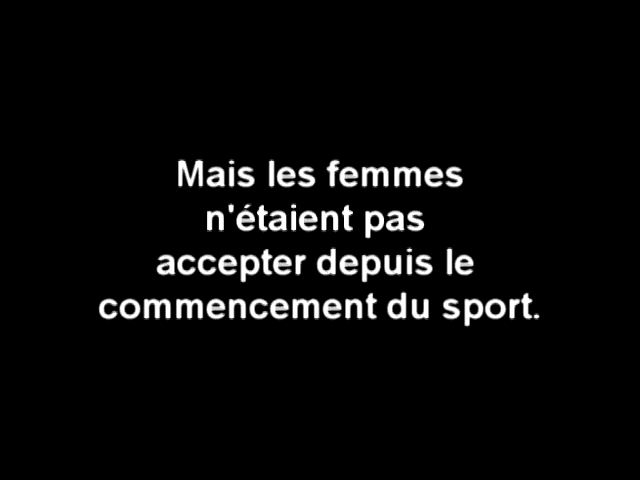 Mais les femmes
n'étaient pas
accepter depuis le
commencement du sport.